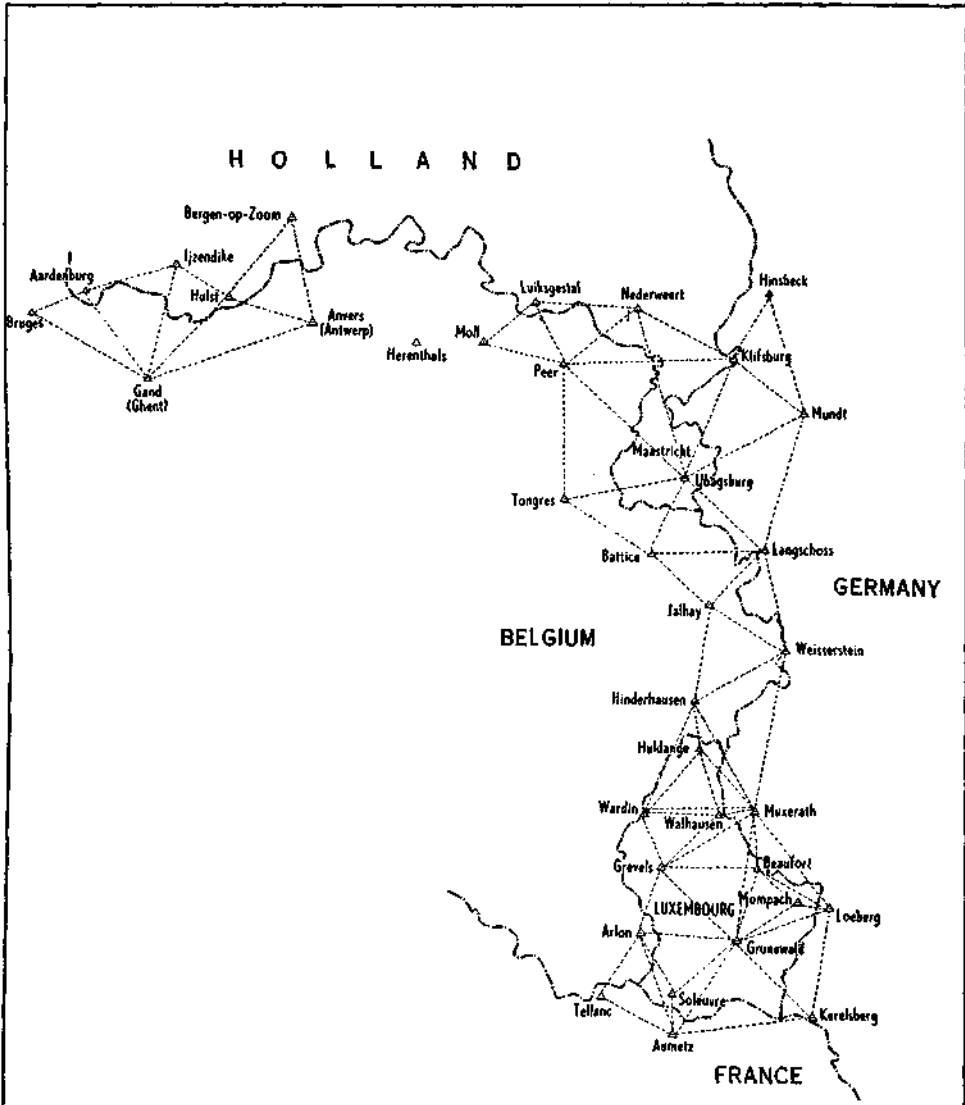 HOLLAND
Bergen-op-Zoom
Ijzendike
Aardenburg
Hulst
Bruges
Anvers
(Antwerp)
Gand
(Ghent)
Herenthals
Moll
Luiksgestal
Nederweert
Hinsbeck
Peer
Klifsburg
Mundt
Maastricht
Ubagsburg
Tongres
Battice
Langschoss
GERMANY
Jalhay
BELGIUM
Weisserstein
Hinderhausen
Huldange
Wardin
Walhausen
Muxerath
Grevels
Beaufort
LUXEMBOURG
Mompach
Loeberg
Arlon
Grunewald
Tellanc
Soleuvre
Karelsberg
Aumetz
FRANCE